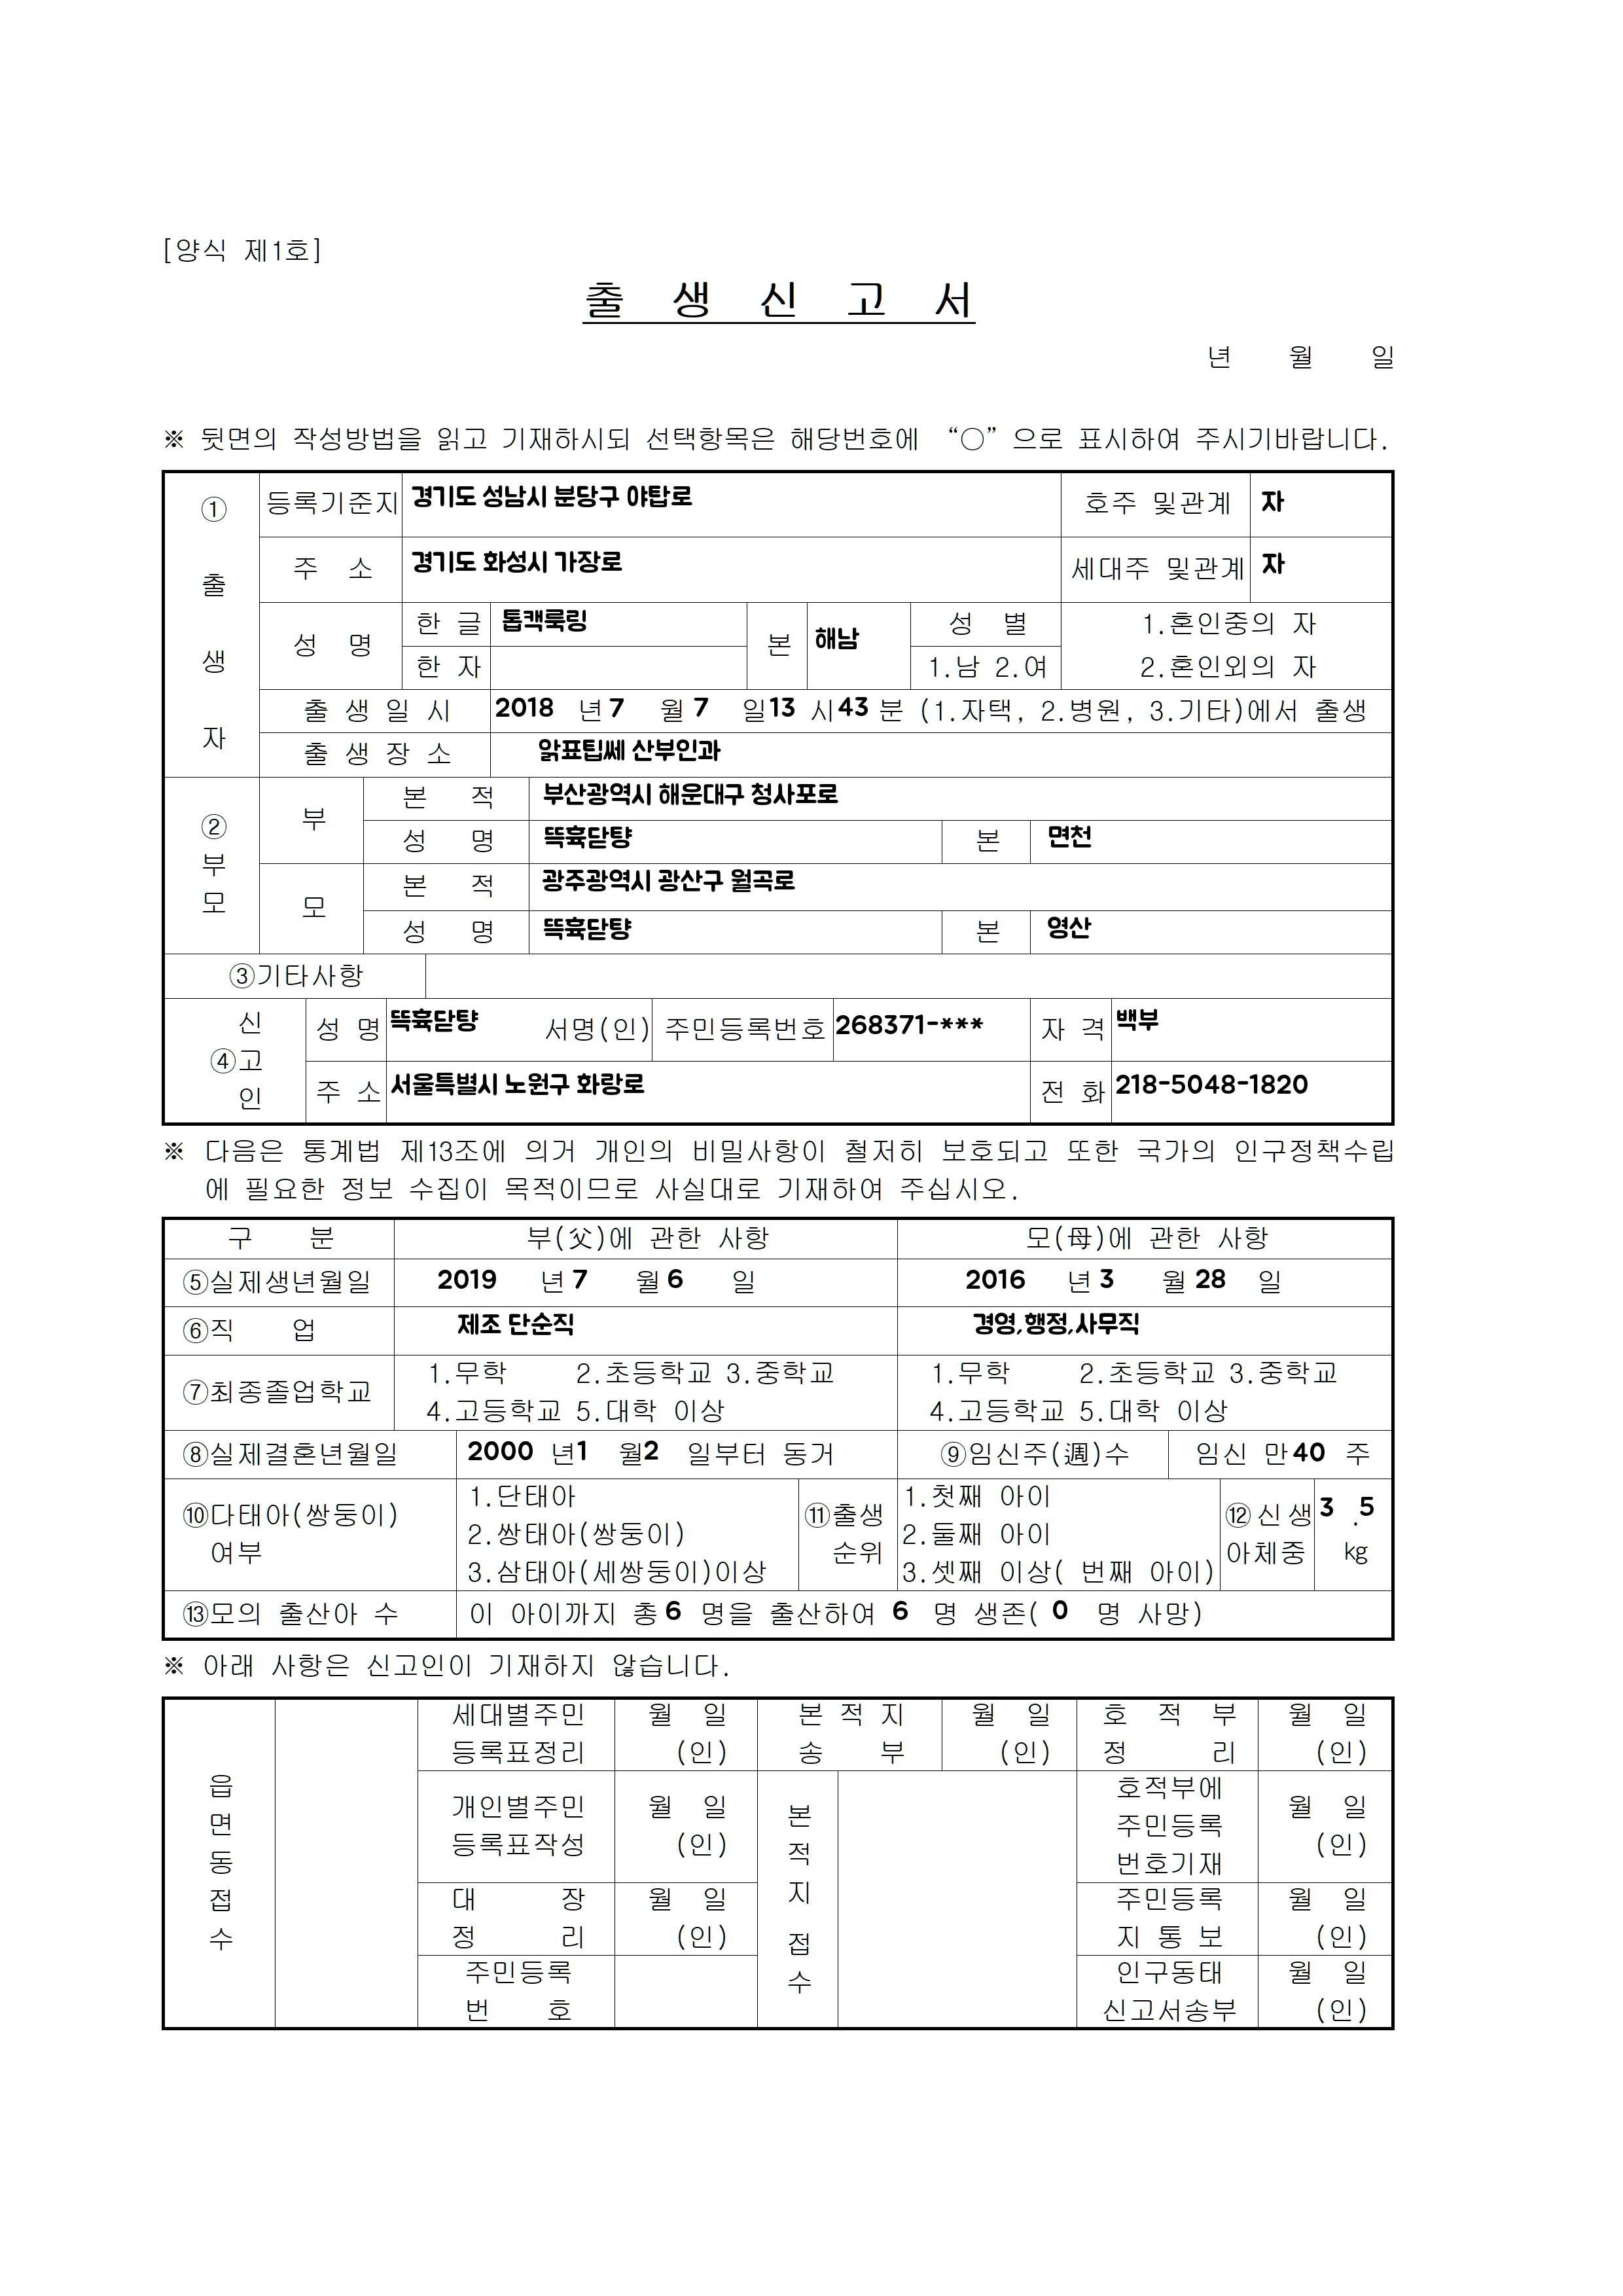 [양식 제1호]
출 생 신 고 서
년 월 일
※ 뒷면의 작성방법을 읽고 기재하시되 선택항목은 해당번호에 “○”으로 표시하여 주시기바랍니다.
① 출 생 자
등록기준지 경기도 성남시 분당구 야탑로 호주 및관계 자
주 소 경기도 화성시 가장로 세대주 및관계 자
성 명 한 글 톱캑룩링 본 해남 성 별 1.혼인중의 자
한 자 1.남 2.여 2.혼인외의 자
출 생 일 시 2018 년 7 월 7 일 13 시 43 분 (1.자택, 2.병원, 3.기타)에서 출생
출 생 장 소 앍표팁쎄 산부인과
② 부 모
부 본 적 부산광역시 해운대구 청사포로
성 명 뜩휵닫탕 본 면천
모 본 적 광주광역시 광산구 월곡로
성 명 뜩휵닫탕 본 영산
③기타사항
④ 신 고 인
성 명 뜩휵닫탕 서명(인) 주민등록번호 268371-*** 자 격 백부
주 소 서울특별시 노원구 화랑로 전 화 218-5048-1820
※ 다음은 통계법 제13조에 의거 개인의 비밀사항이 철저히 보호되고 또한 국가의 인구정책수립
에 필요한 정보 수집이 목적이므로 사실대로 기재하여 주십시오.
구 분 부(父)에 관한 사항 모(母)에 관한 사항
⑤실제생년월일 2019 년 7 월 6 일 2016 년 3 월 28 일
⑥직 업 제조 단순직 경영,행정,사무직
⑦최종졸업학교
1.무학 2.초등학교 3.중학교 1.무학 2.초등학교 3.중학교
4.고등학교 5.대학 이상 4.고등학교 5.대학 이상
⑧실제결혼년월일 2000 년 1 월 2 일부터 동거 ⑨임신주(週)수 임신 만 40 주
⑩다태아(쌍둥이)
여부
1.단태아
2.쌍태아(쌍둥이)
3.삼태아(세쌍둥이)이상
⑪출생
순위
1.첫째 아이
2.둘째 아이
3.셋째 이상( 번째 아이)
⑫신생
아체중
3 .5
kg
⑬모의 출산아 수 이 아이까지 총 6 명을 출산하여 6 명 생존( 0 명 사망)
※ 아래 사항은 신고인이 기재하지 않습니다.
읍 면 동 접 수
세대별주민 월 일 본 적 지 월 일 호 적 부 월 일
등록표정리 (인) 송 부 (인) 정 리 (인)
본 적 지 접 수
개인별주민 월 일
등록표작성 (인)
호적부에
주민등록 월 일
번호기재 (인)
대 장 월 일 주민등록 월 일
정 리 (인) 지 통 보 (인)
주민등록 인구동태 월 일
번 호 신고서송부 (인)